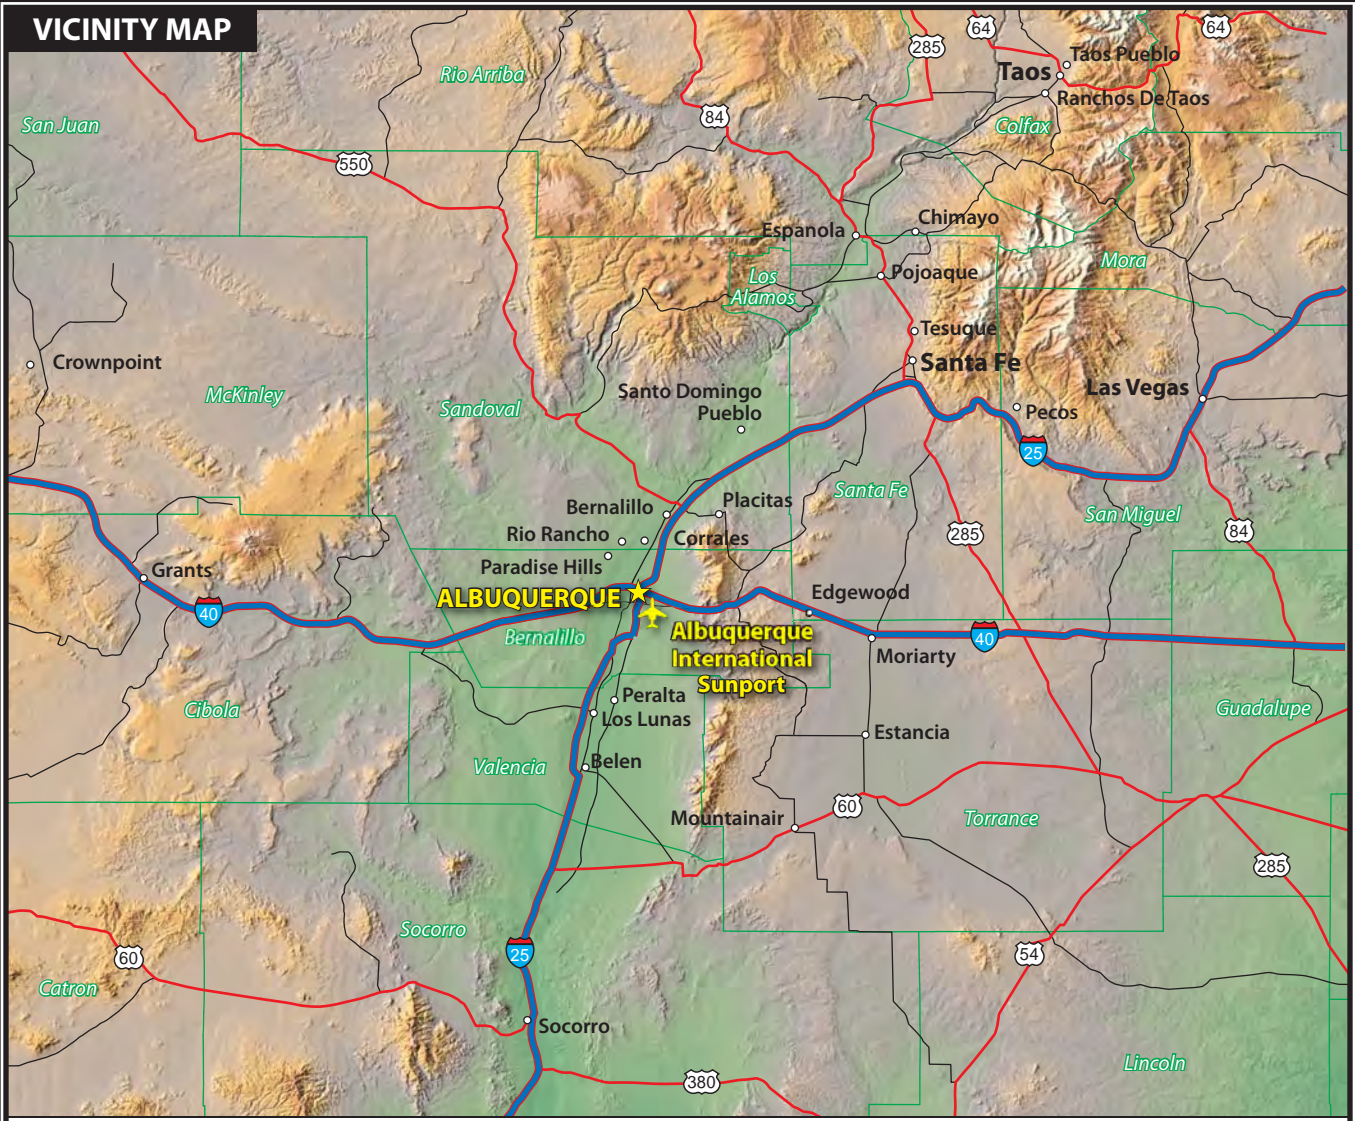 VICINITY MAP
64
64
285
Taos Pueblo
Taos
Rio Arriba
Ranchos De Taos
84
San Juan
Colfax
550
Chimayo
Espanola
Mora
Pojoaque
Los
Alamos
Tesuque
Crownpoint
Santa Fe
McKinley
Santo Domingo
Pueblo
Las Vegas
Sandoval
Pecos
25
Santa Fe
Placitas
Bernalillo
San Miguel
Rio Rancho
Corrales
285
84
Paradise Hills
Grants
Edgewood
ALBUQUERQUE
40
Bernalillo
Albuquerque
International
Sunport
40
Moriarty
Peralta
Los Lunas
Cibola
Guadalupe
Estancia
Belen
Valencia
60
Mountainair
Torrance
285
Socorro
25
60
54
Catron
Socorro
Lincoln
380